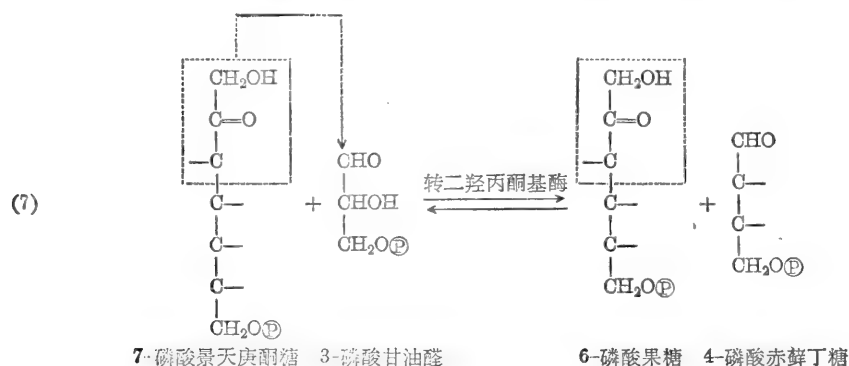 CH₂OH CH₂OH
C=O C=O CHO
—C CHO 转二羟丙酮基酶 —C C—
(7) C— + CHOH ⇌ C— + C—
C— CH₂OⓅ C— CH₂OⓅ
C— CH₂OⓅ
CH₂OⓅ
7-磷酸景天庚酮糖 3-磷酸甘油醛 6-磷酸果糖 4-磷酸赤藓丁糖